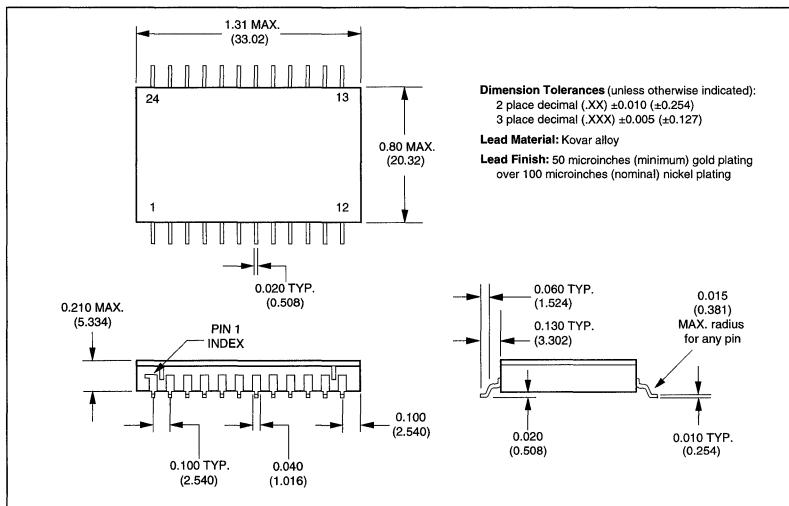 1.31 MAX.
(33.02)
24
13
1
12
0.80 MAX.
(20.32)
0.020 TYP.
(0.508)
Dimension Tolerances (unless otherwise indicated):
2 place decimal (.XX) ±0.010 (±0.254)
3 place decimal (.XXX) ±0.005 (±0.127)
Lead Material: Kovar alloy
Lead Finish: 50 microinches (minimum) gold plating
over 100 microinches (nominal) nickel plating
0.210 MAX.
(5.334)
PIN 1
INDEX
0.100 TYP.
(2.540)
0.040
(1.016)
0.100
(2.540)
0.060 TYP.
(1.524)
0.130 TYP.
(3.302)
0.015
(0.381)
MAX. radius
for any pin
0.020
(0.508)
0.010 TYP.
(0.254)